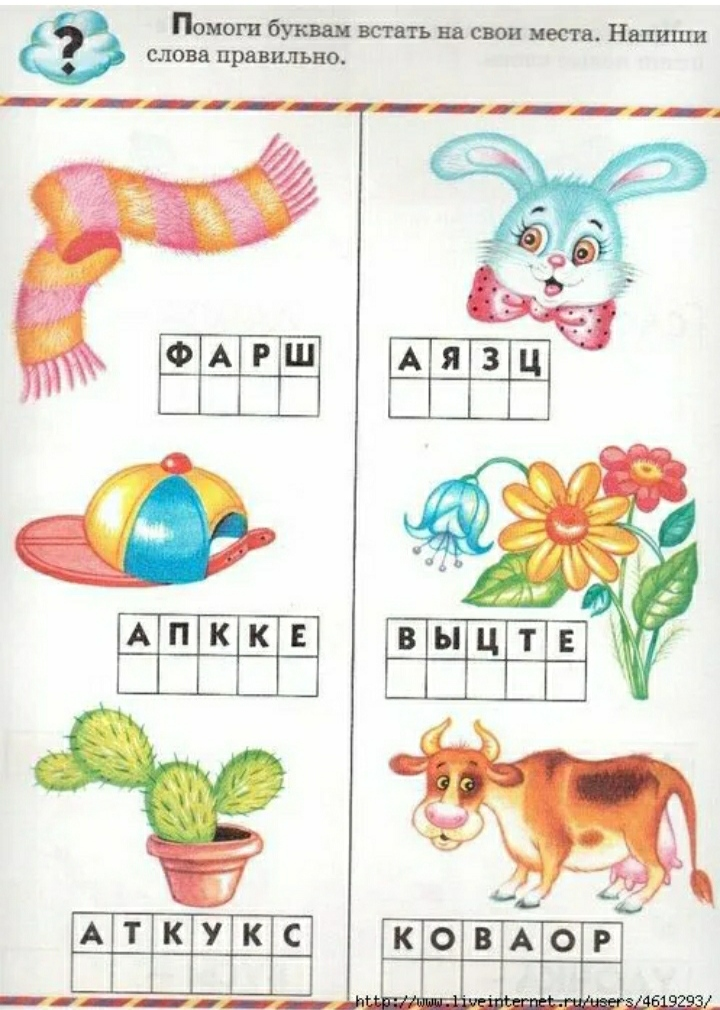 ?
Помоги буквам встать на свои места. Напиши
слова правильно.
ФАРШ
АЯЗЦ
АПККЕ
ВЫЦТЕ
АТКУКС
КОВАОР
http://www.liveinternet.ru/users/4619293/